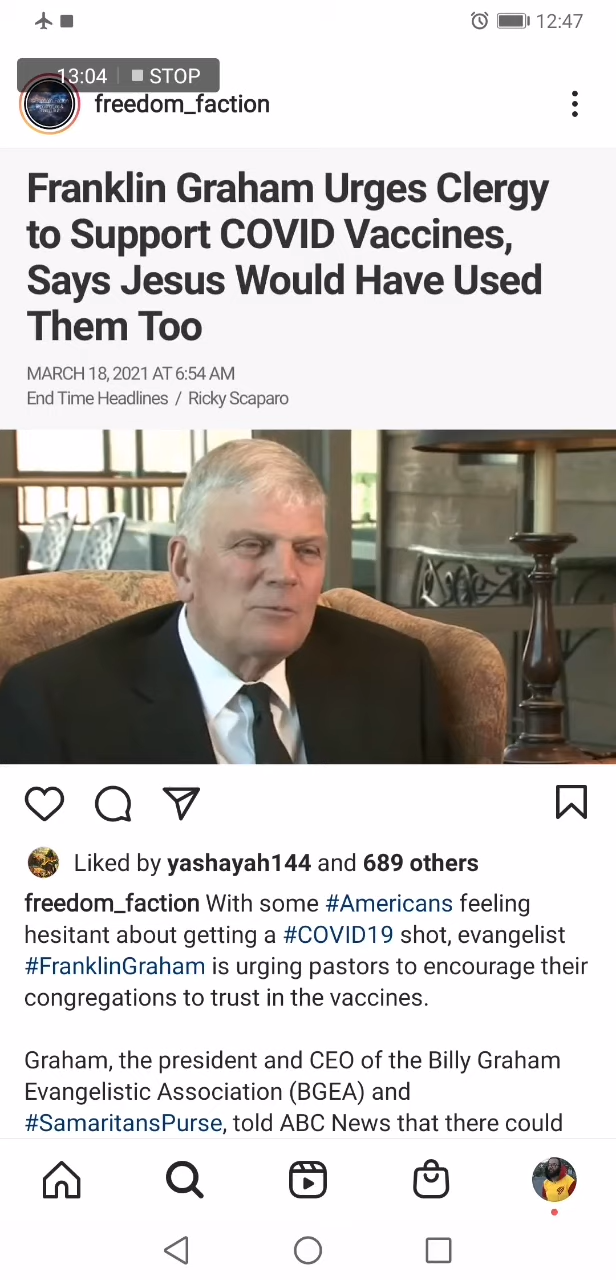 12:47
13:04 STOP
freedom_faction
Franklin Graham Urges Clergy
to Support COVID Vaccines,
Says Jesus Would Have Used
Them Too
MARCH 18, 2021 AT 6:54 AM
End Time Headlines / Ricky Scaparo
Liked by yashayah144 and 689 others
freedom_faction With some #Americans feeling
hesitant about getting a #COVID19 shot, evangelist
#FranklinGraham is urging pastors to encourage their
congregations to trust in the vaccines.
Graham, the president and CEO of the Billy Graham
Evangelistic Association (BGEA) and
#SamaritansPurse, told ABC News that there could